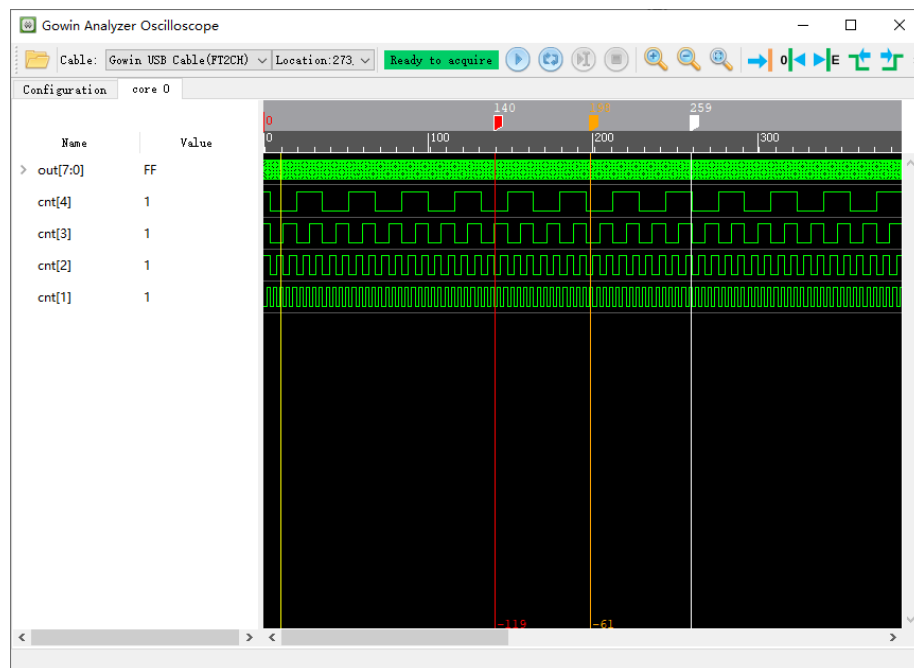 Gowin Analyzer Oscilloscope
Cable: Gowin USB Cable(FT2CH) Location:273, Ready to acquire 0 E
Configuration core 0
140 198 259
0
Name Value
0 100 200 300
out[7:0] FF
cnt[4] 1
cnt[3] 1
cnt[2] 1
cnt[1] 1
-119 -61